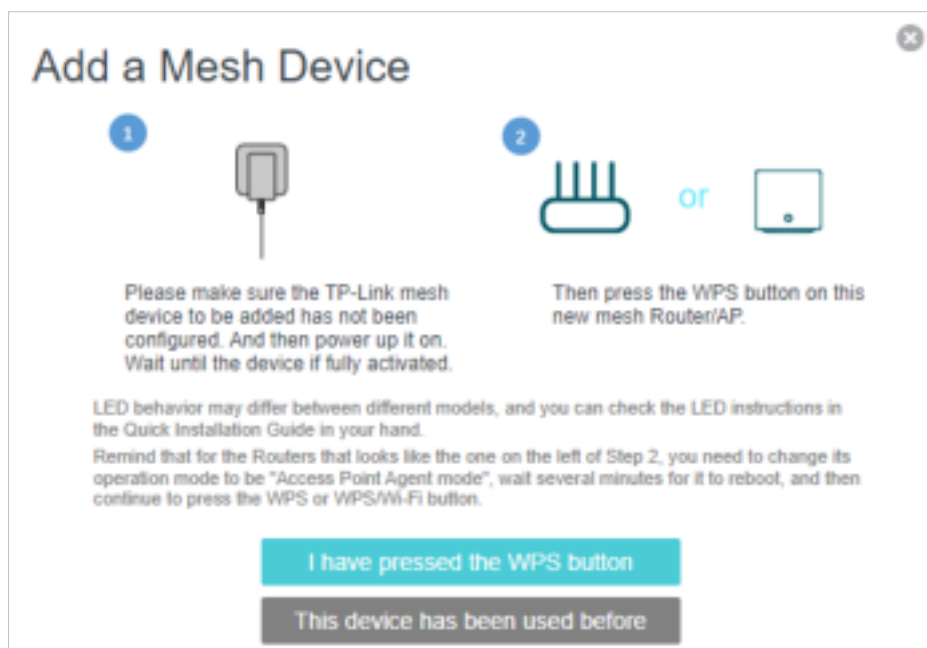 Add a Mesh Device
1
2
or
Please make sure the TP-Link mesh
device to be added has not been
configured. And then power up it on.
Wait until the device if fully activated.
Then press the WPS button on this
new mesh Router/AP.
LED behavior may differ between different models, and you can check the LED instructions in
the Quick Installation Guide in your hand.
Remind that for the Routers that looks like the one on the left of Step 2, you need to change its
operation mode to be "Access Point Agent mode", wait several minutes for it to reboot, and then
continue to press the WPS or WPS/Wi-Fi button.
I have pressed the WPS button
This device has been used before